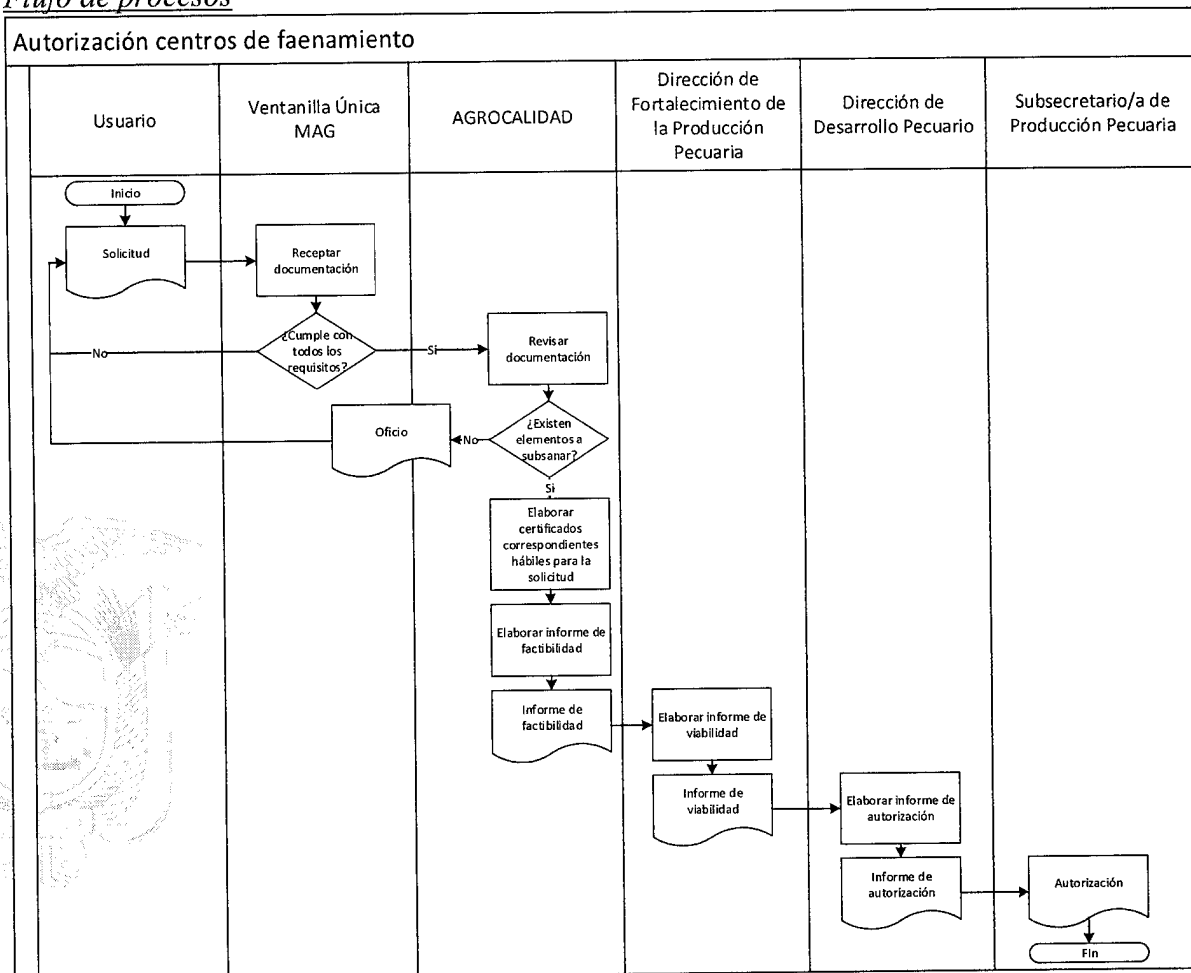 Flujo de procesos
Autorización centros de faenamiento
Usuario
Ventanilla Única
MAG
AGROCALIDAD
Dirección de
Fortalecimiento de
la Producción
Pecuaria
Dirección de
Desarrollo Pecuario
Subsecretario/a de
Producción Pecuaria
Inicio
Solicitud
Receptar
documentación
¿Cumple con
todos los
requisitos?
No
Si
Revisar
documentación
¿Existen
elementos a
subsanar?
No
Oficio
Si
Elaborar
certificados
correspondientes
hábiles para la
solicitud
Elaborar informe de
factibilidad
Informe de
factibilidad
Elaborar informe de
viabilidad
Informe de
viabilidad
Elaborar informe de
autorización
Informe de
autorización
Autorización
Fin